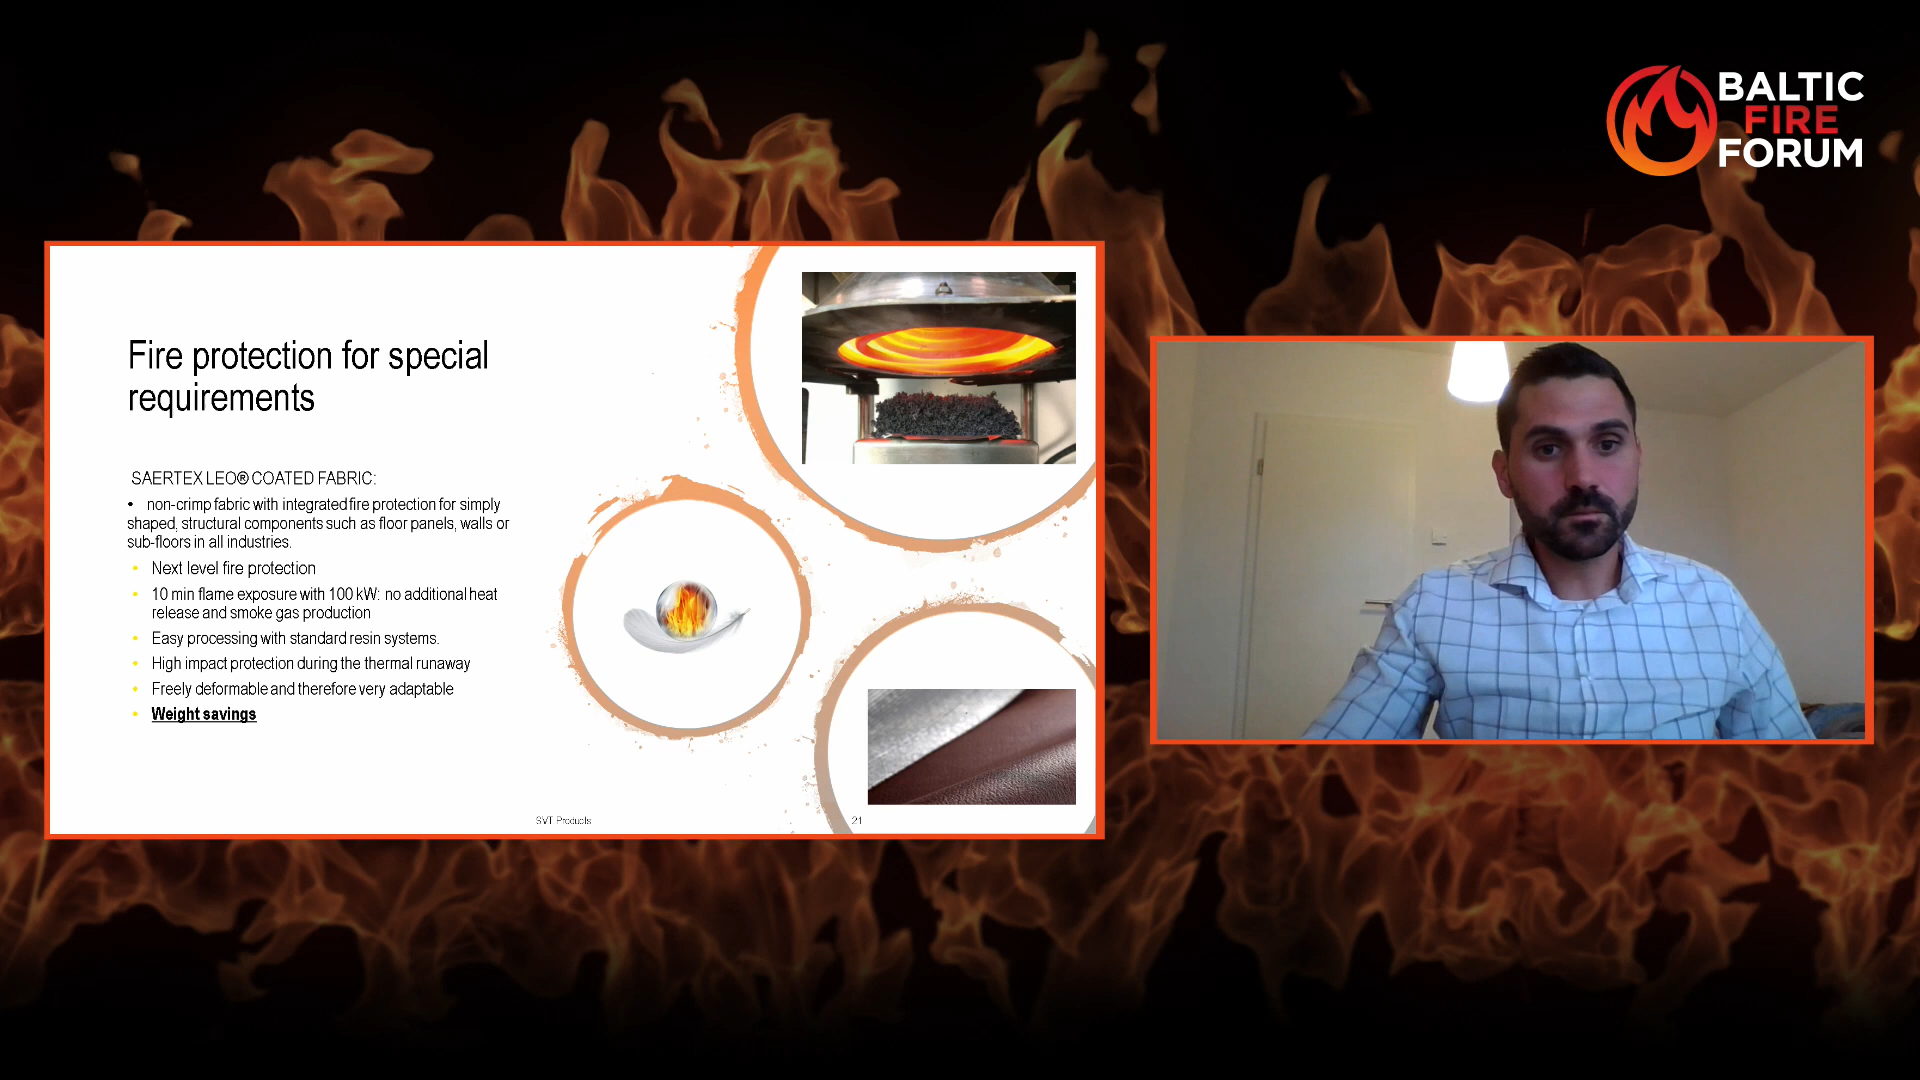 BALTIC
FIRE
FORUM
Fire protection for special
requirements
SAERTEX LEO® COATED FABRIC:
• non-crimp fabric with integrated fire protection for simply
shaped, structural components such as floor panels, walls or
sub-floors in all industries.
• Next level fire protection
• 10 min flame exposure with 100 kW: no additional heat
release and smoke gas production
• Easy processing with standard resin systems.
• High impact protection during the thermal runaway
• Freely deformable and therefore very adaptable
• Weight savings
SVT Products
21